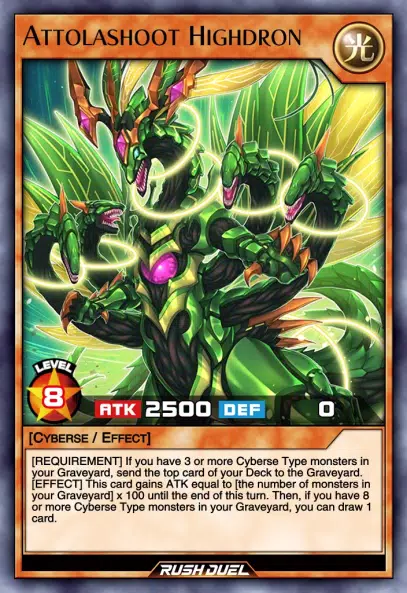 ATTOLASHOOT HIGHDRON
光
LEVEL
8
ATK 2500 DEF 0
[CYBERSE / EFFECT]
[REQUIREMENT] If you have 3 or more Cyberse Type monsters in
your Graveyard, send the top card of your Deck to the Graveyard.
[EFFECT] This card gains ATK equal to [the number of monsters in
your Graveyard] x 100 until the end of this turn. Then, if you have 8
or more Cyberse Type monsters in your Graveyard, you can draw 1
card.
RUSH DUEL